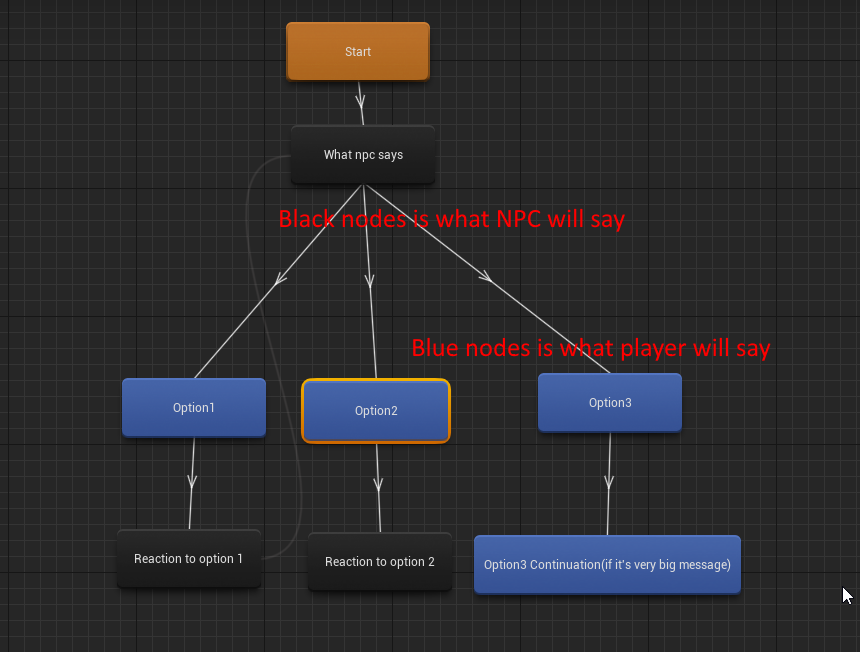 Start
What npc says
Black nodes is what NPC will say
Blue nodes is what player will say
Option1
Option2
Option3
Reaction to option 1
Reaction to option 2
Option3 Continuation(if it's very big message)